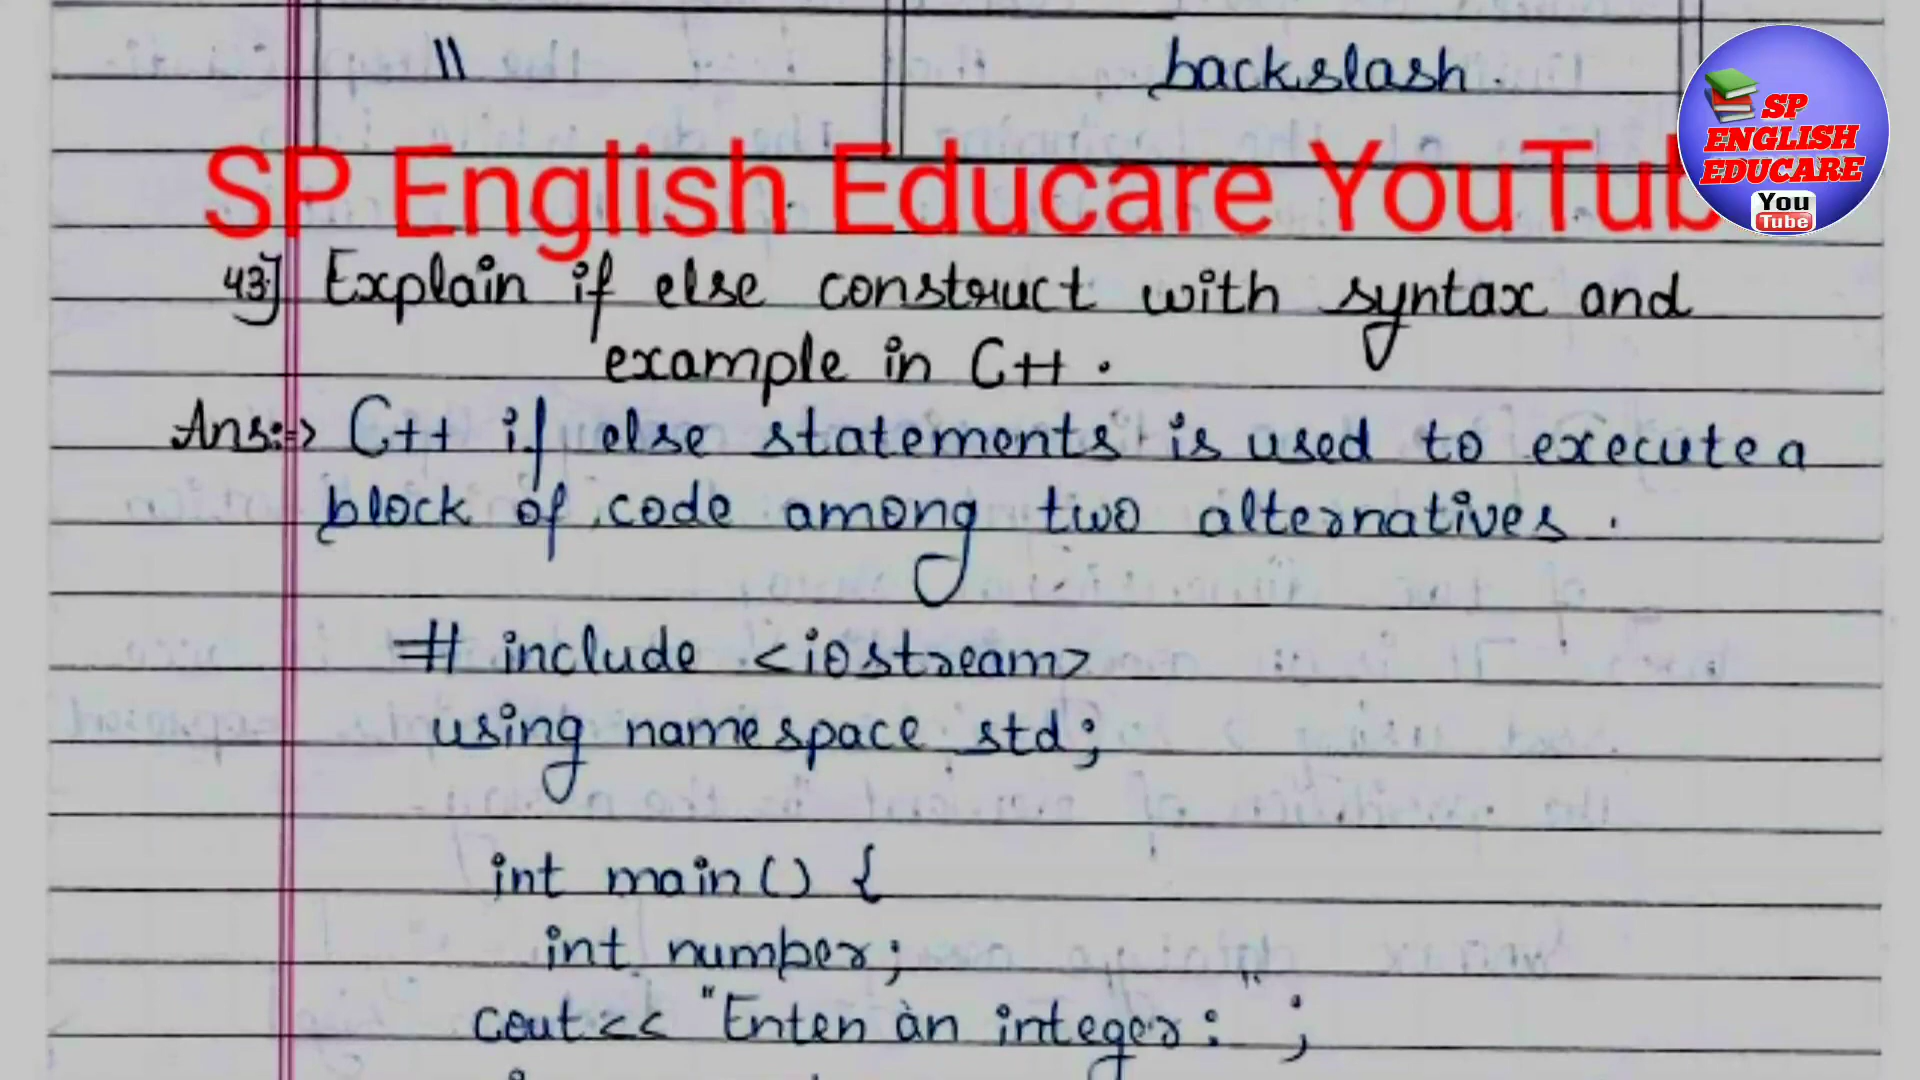 \\ backslash.
SP English Educare YouTub
SP
ENGLISH
EDUCARE
You
Tube
43] Explain if else construct with syntax and
example in C++.
Ans:=> C++ if else statements is used to execute a
block of code among two alternatives.
# include <iostream>
using namespace std;
int main() {
int number;
cout<< "Enter an integer: " ;